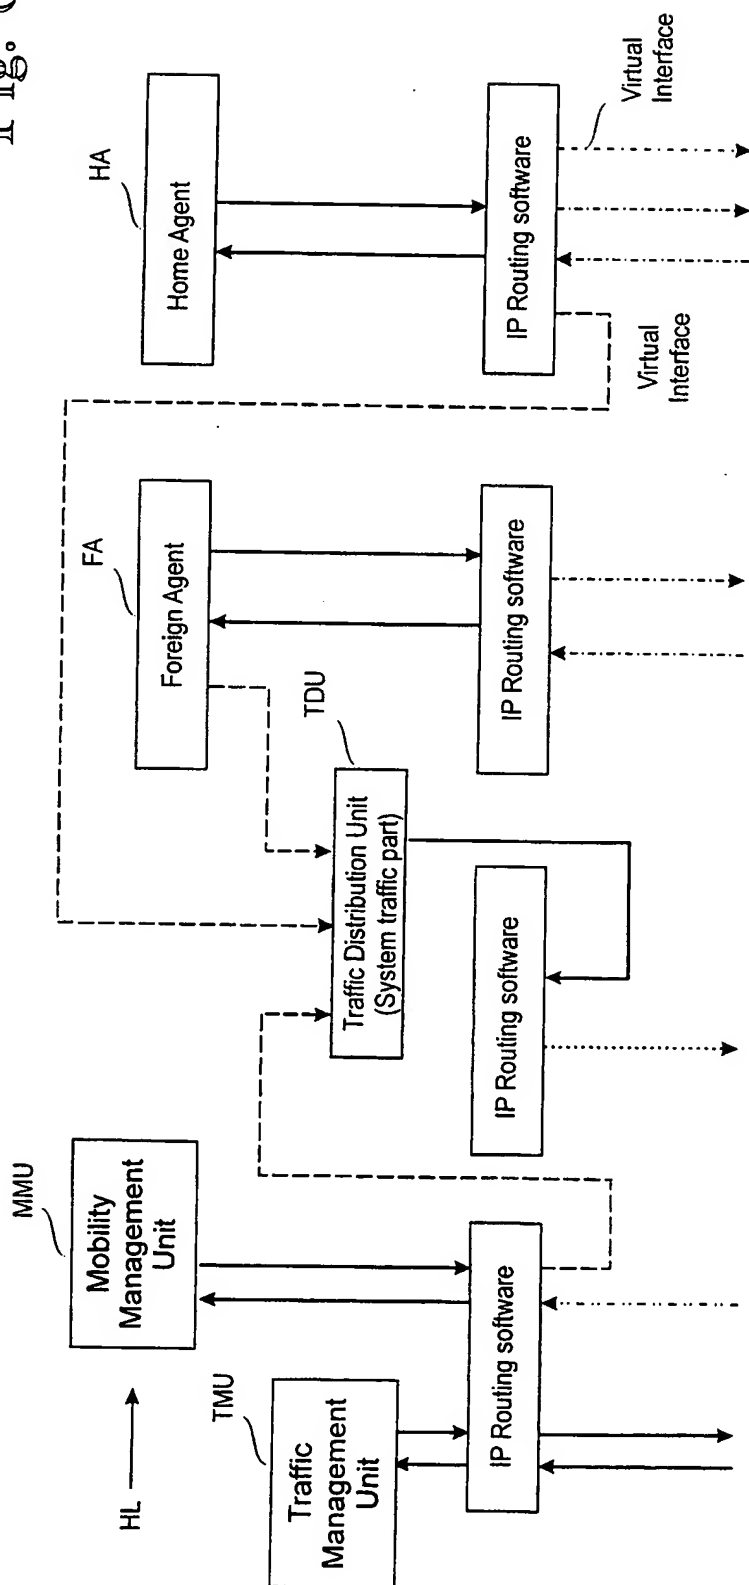 Fig.
HL
MMU
Mobility
Management
Unit
TMU
Traffic
Management
Unit
IP Routing software
TDU
Traffic Distribution Unit
(System traffic part)
IP Routing software
FA
Foreign Agent
IP Routing software
HA
Home Agent
IP Routing software
Virtual
Interface
Virtual
Interface